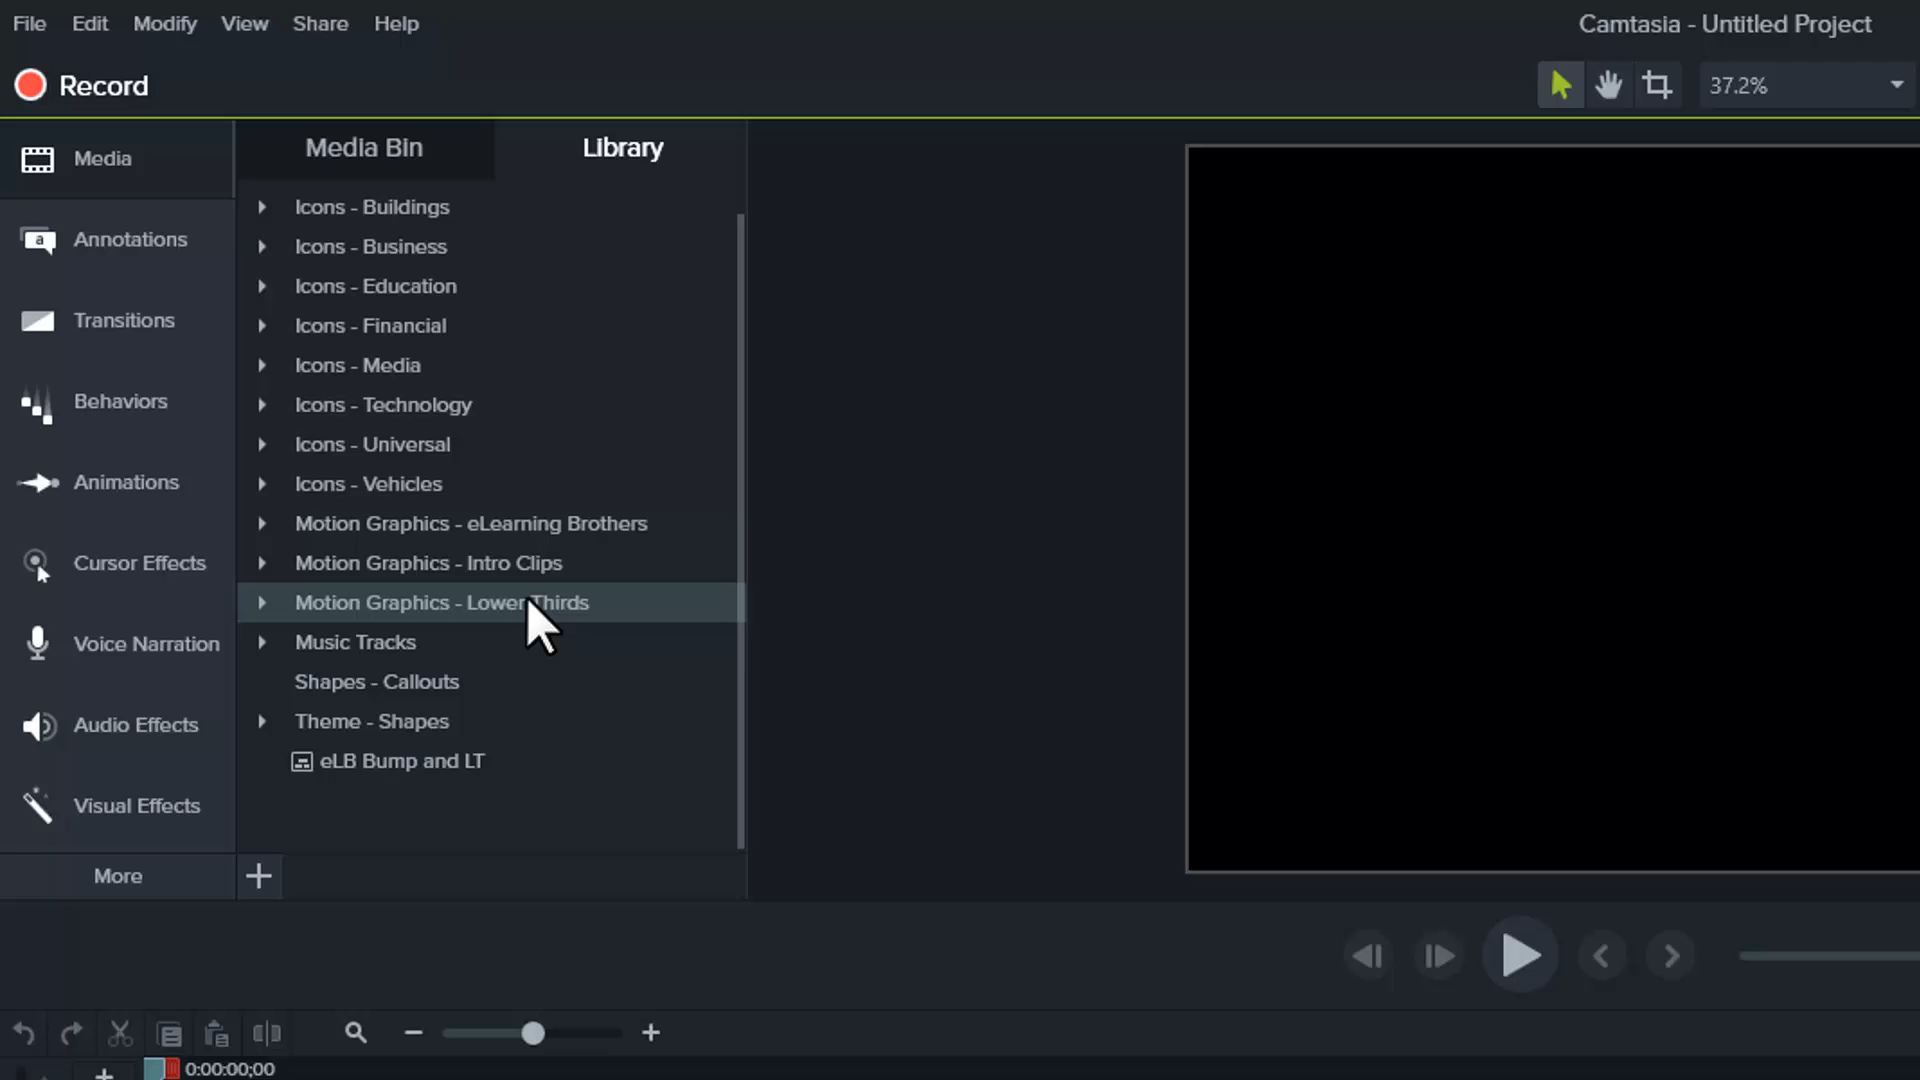 File Edit Modify View Share Help
Camtasia - Untitled Project
Record
37.2%
Media
Media Bin
Library
Annotations
Transitions
Behaviors
Animations
Cursor Effects
Voice Narration
Audio Effects
Visual Effects
More
Icons - Buildings
Icons - Business
Icons - Education
Icons - Financial
Icons - Media
Icons - Technology
Icons - Universal
Icons - Vehicles
Motion Graphics - eLearning Brothers
Motion Graphics - Intro Clips
Motion Graphics - Lower Thirds
Music Tracks
Shapes - Callouts
Theme - Shapes
eLB Bump and LT
0:00:00;00